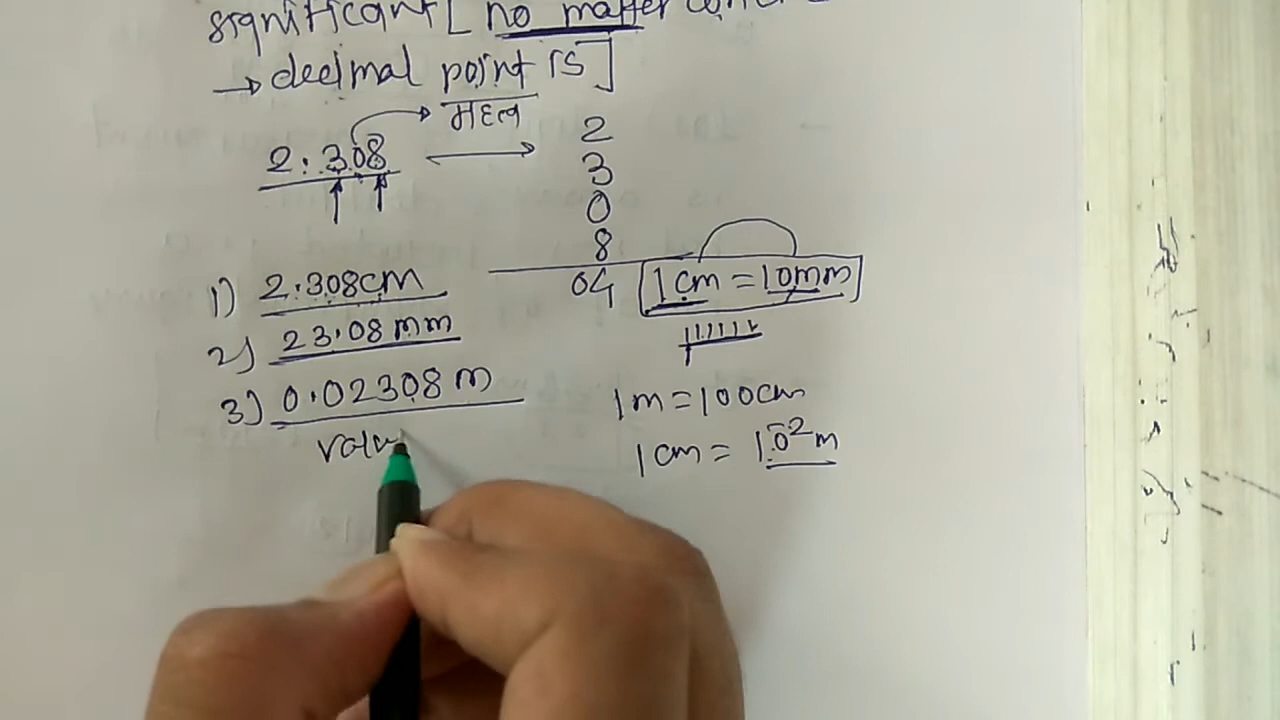 significant [ no matter
→ decimal point is ]
महत्व
2.308 → 2
3
0
8
04
1cm = 10mm
1) 2.308cm
2) 23.08mm
3) 0.02308m
1m = 100cm
1cm = 10⁻²m
valu